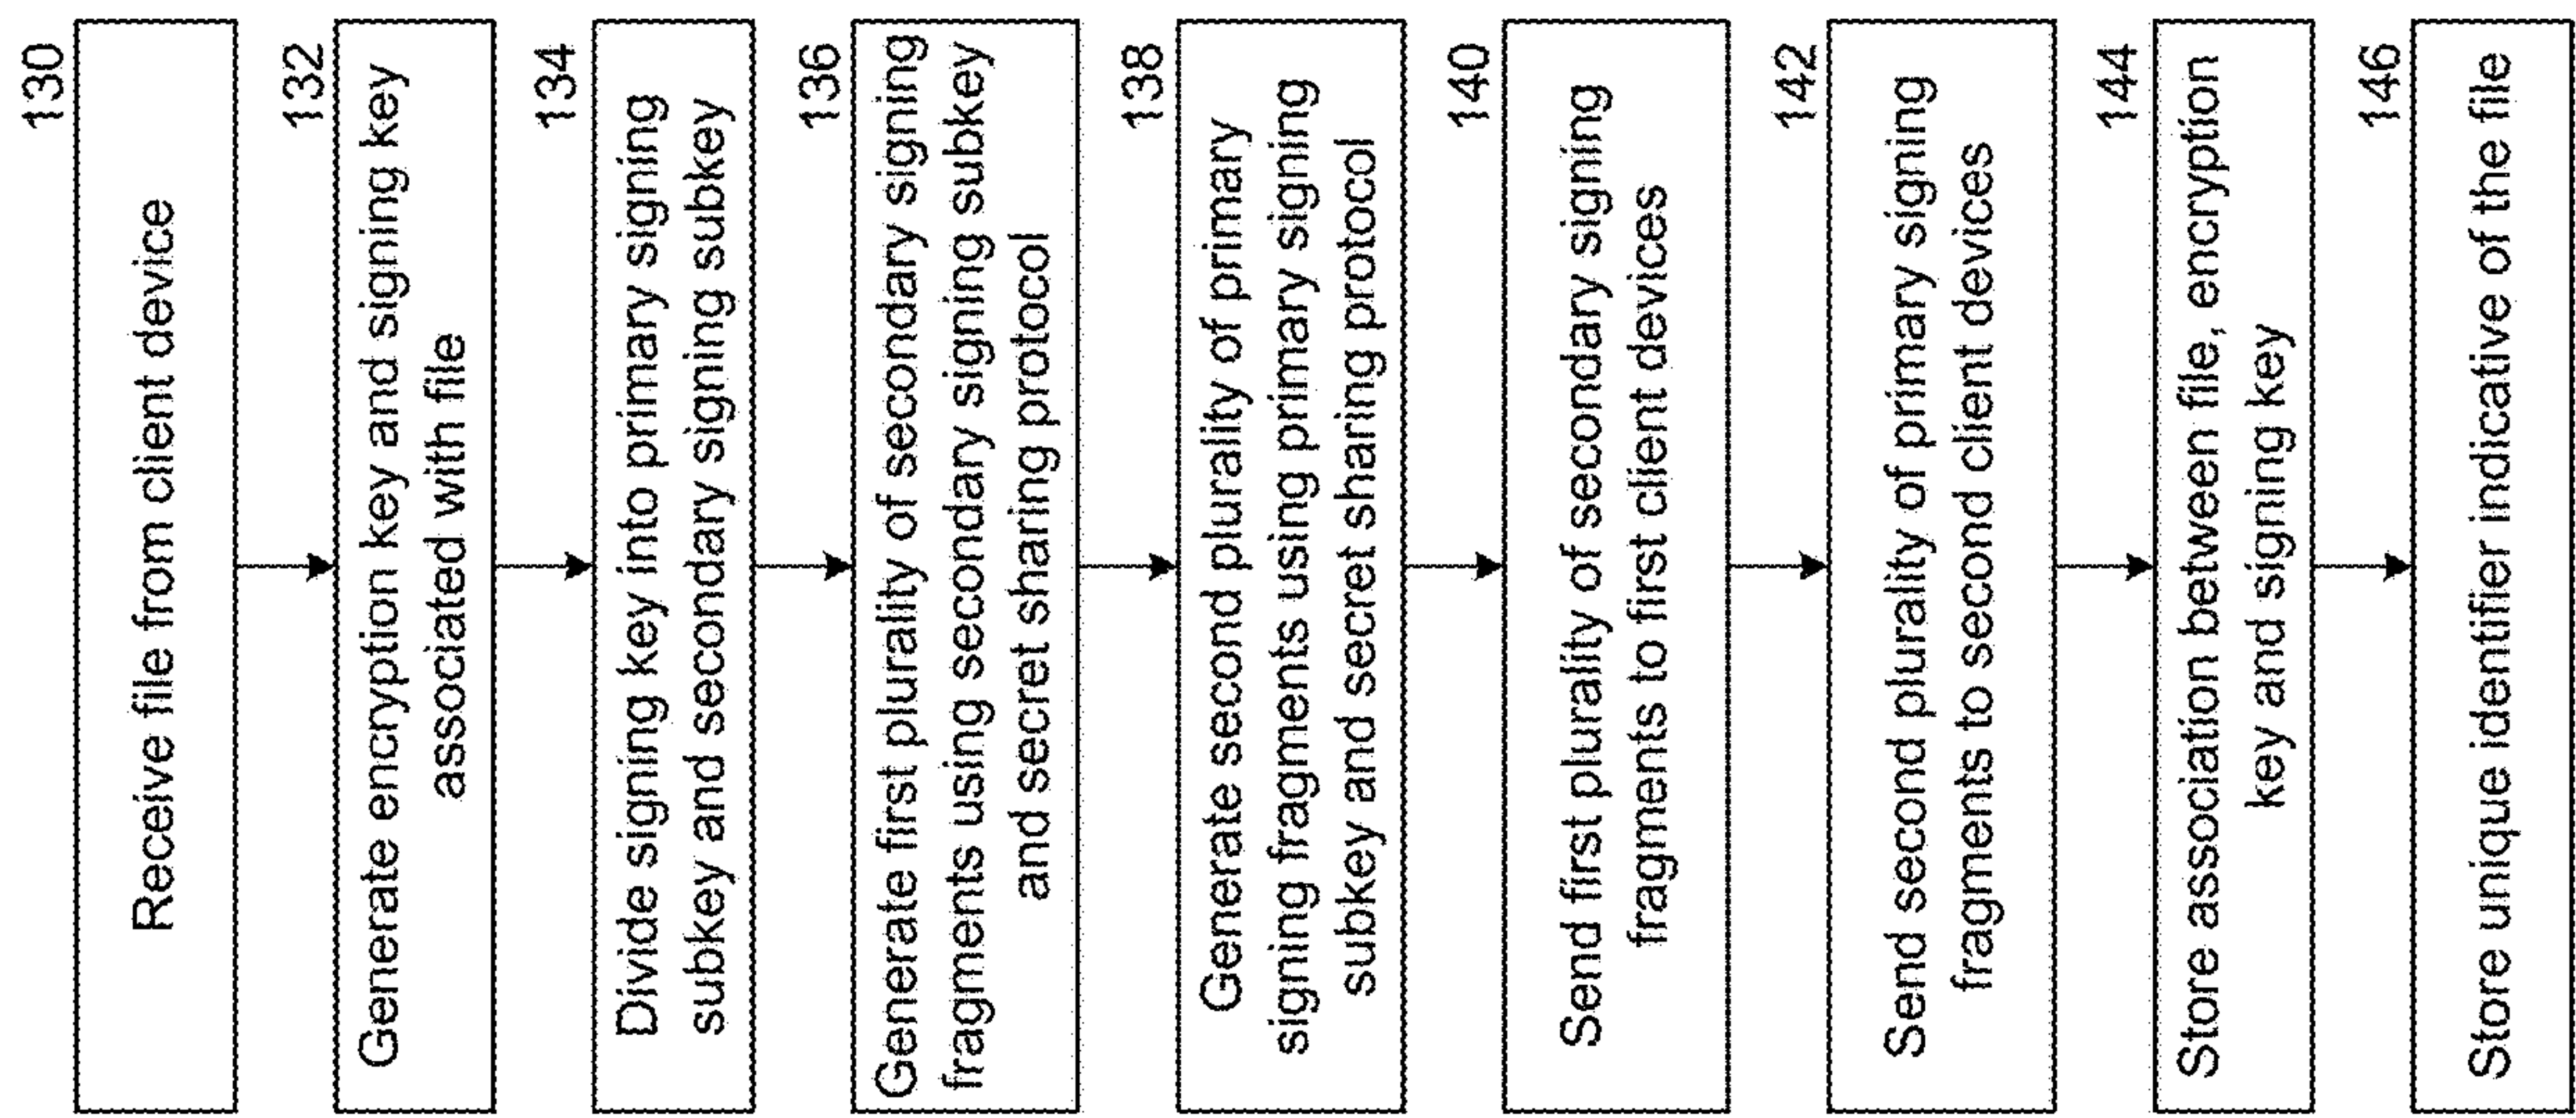 130
Receive file from client device
132
Generate encryption key and signing key
associated with file
134
Divide signing key into primary signing
subkey and secondary signing subkey
136
Generate first plurality of secondary signing
fragments using secondary signing subkey
and secret sharing protocol
138
Generate second plurality of primary
signing fragments using primary signing
subkey and secret sharing protocol
140
Send first plurality of secondary signing
fragments to first client devices
142
Send second plurality of primary signing
fragments to second client devices
144
Store association between file, encryption
key and signing key
146
Store unique identifier indicative of the file